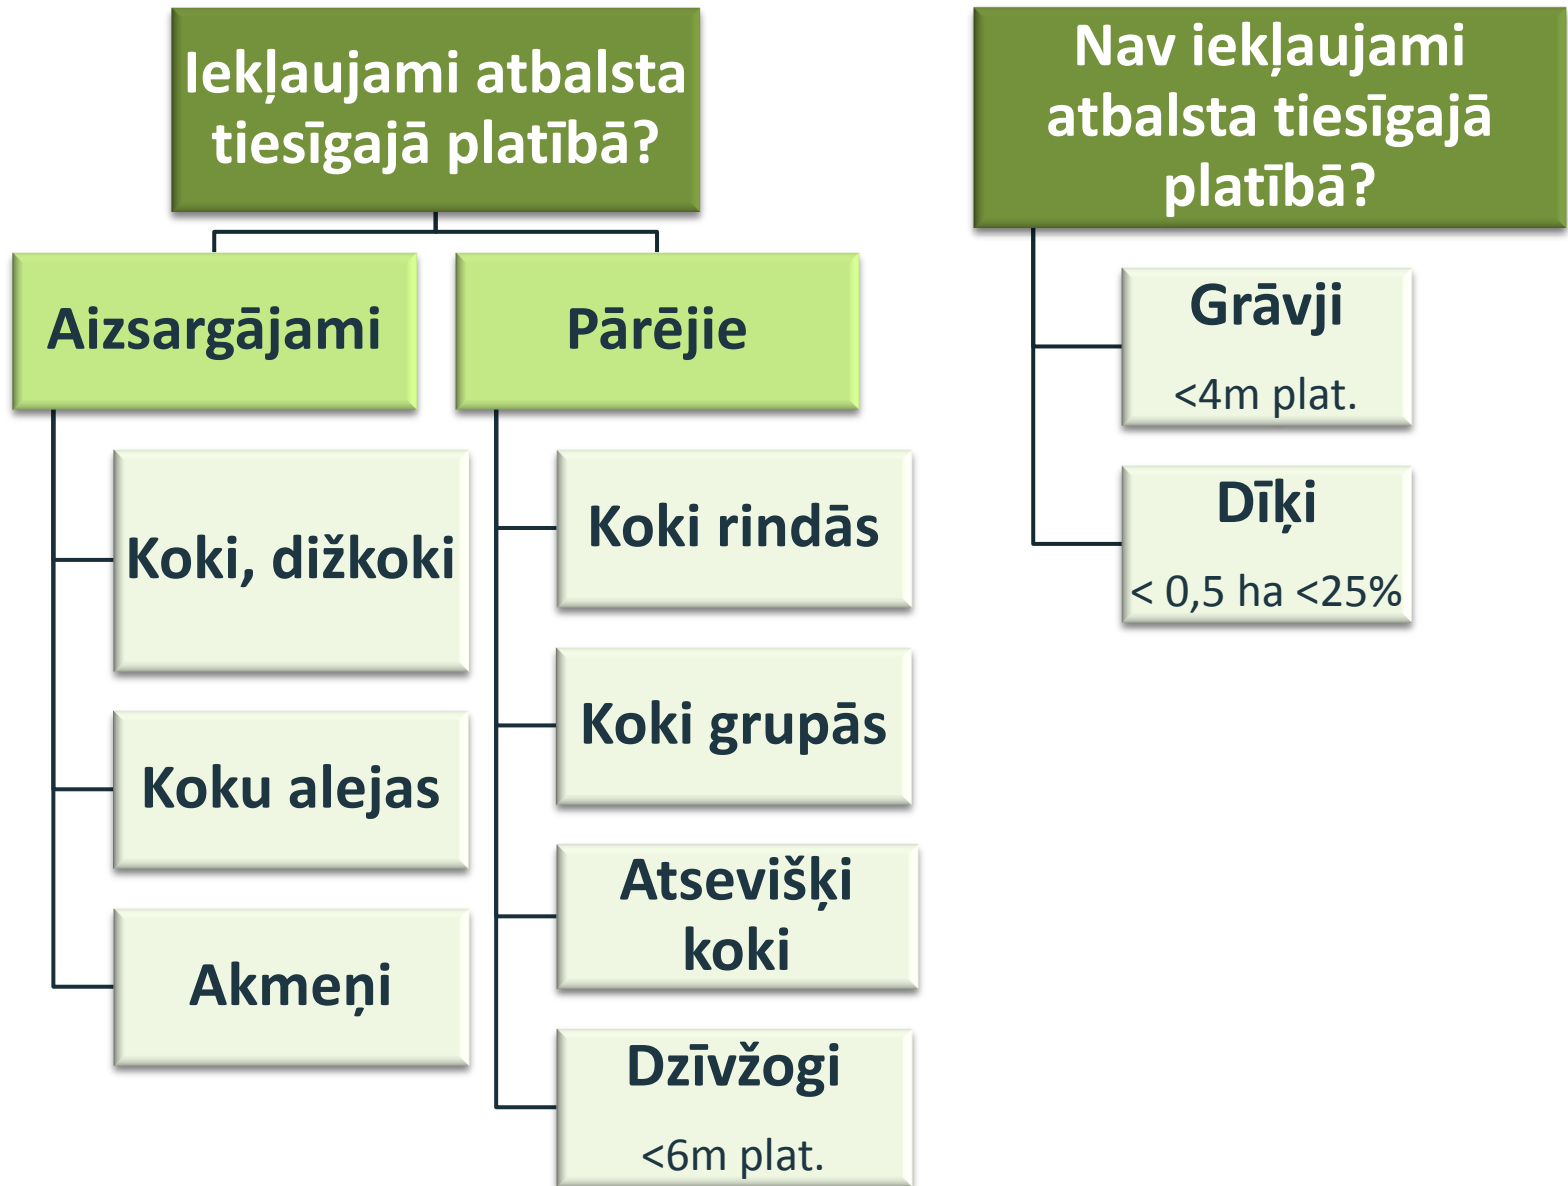 Iekļaujami atbalsta
tiesīgajā platībā?
Aizsargājami
Koki, dižkoki
Koku alejas
Akmeņi
Pārējie
Koki rindās
Koki grupās
Atsevišķi
koki
Dzīvžogi
<6m plat.
Nav iekļaujami
atbalsta tiesīgajā
platībā?
Grāvji
<4m plat.
Dīķi
< 0,5 ha <25%